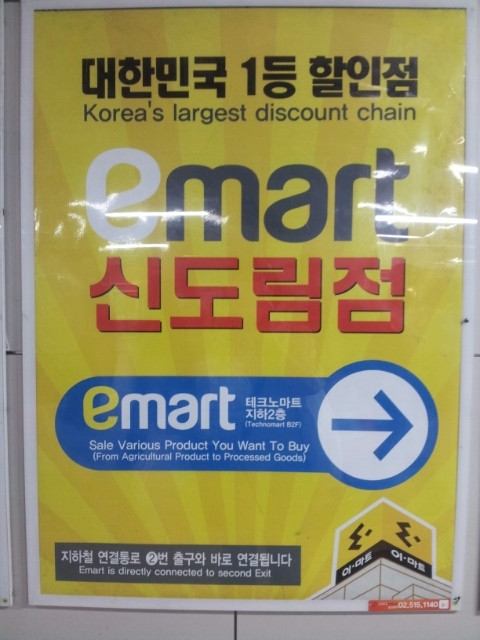 대한민국 1등 할인점
Korea's largest discount chain
emart
신도림점
emart 테크노마트
지하2층
(Technomart B2F)
Sale Various Product You Want To Buy
(From Agricultural Product to Processed Goods)
지하철 연결통로 ❷번 출구와 바로 연결됩니다
Emart is directly connected to second Exit
이·마트 이·마트
02.515.1140